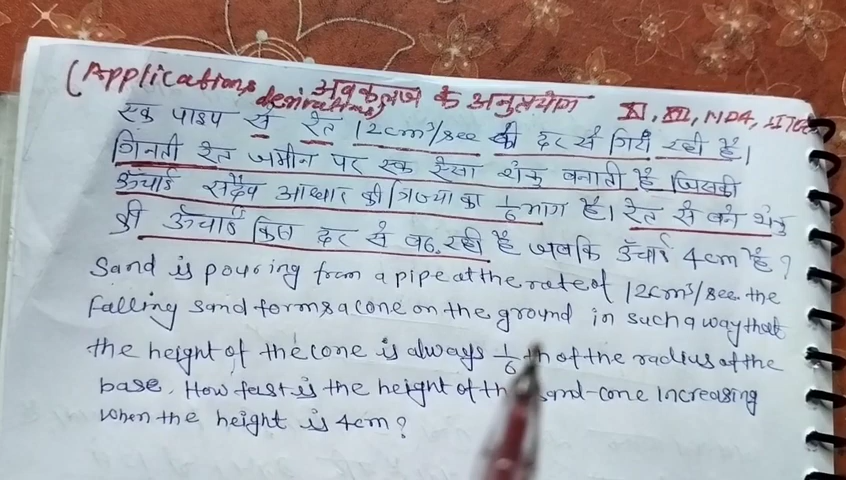 (Applications अवकलज के अनुप्रयोग XI, XII, NDA,
derivatives)
एक पाइप से रेत 12cm³/see की दर से गिर रही है।
गिरती रेत जमीन पर एक ऐसा शंकु बनाती है जिसकी
ऊँचाई सदैव आधार की त्रिज्या का 1/6 भाग है। रेत से बने शंकु
की ऊँचाई किस दर से बढ़ रही है जबकि ऊँचाई 4cm है?
Sand is pouring from a pipe at the rate of 12cm³/see. the
falling sand forms a cone on the ground in such a way that
the height of the cone is always 1/6 th of the radius of the
base. How fast is the height of the sand-cone increasing
when the height is 4cm?